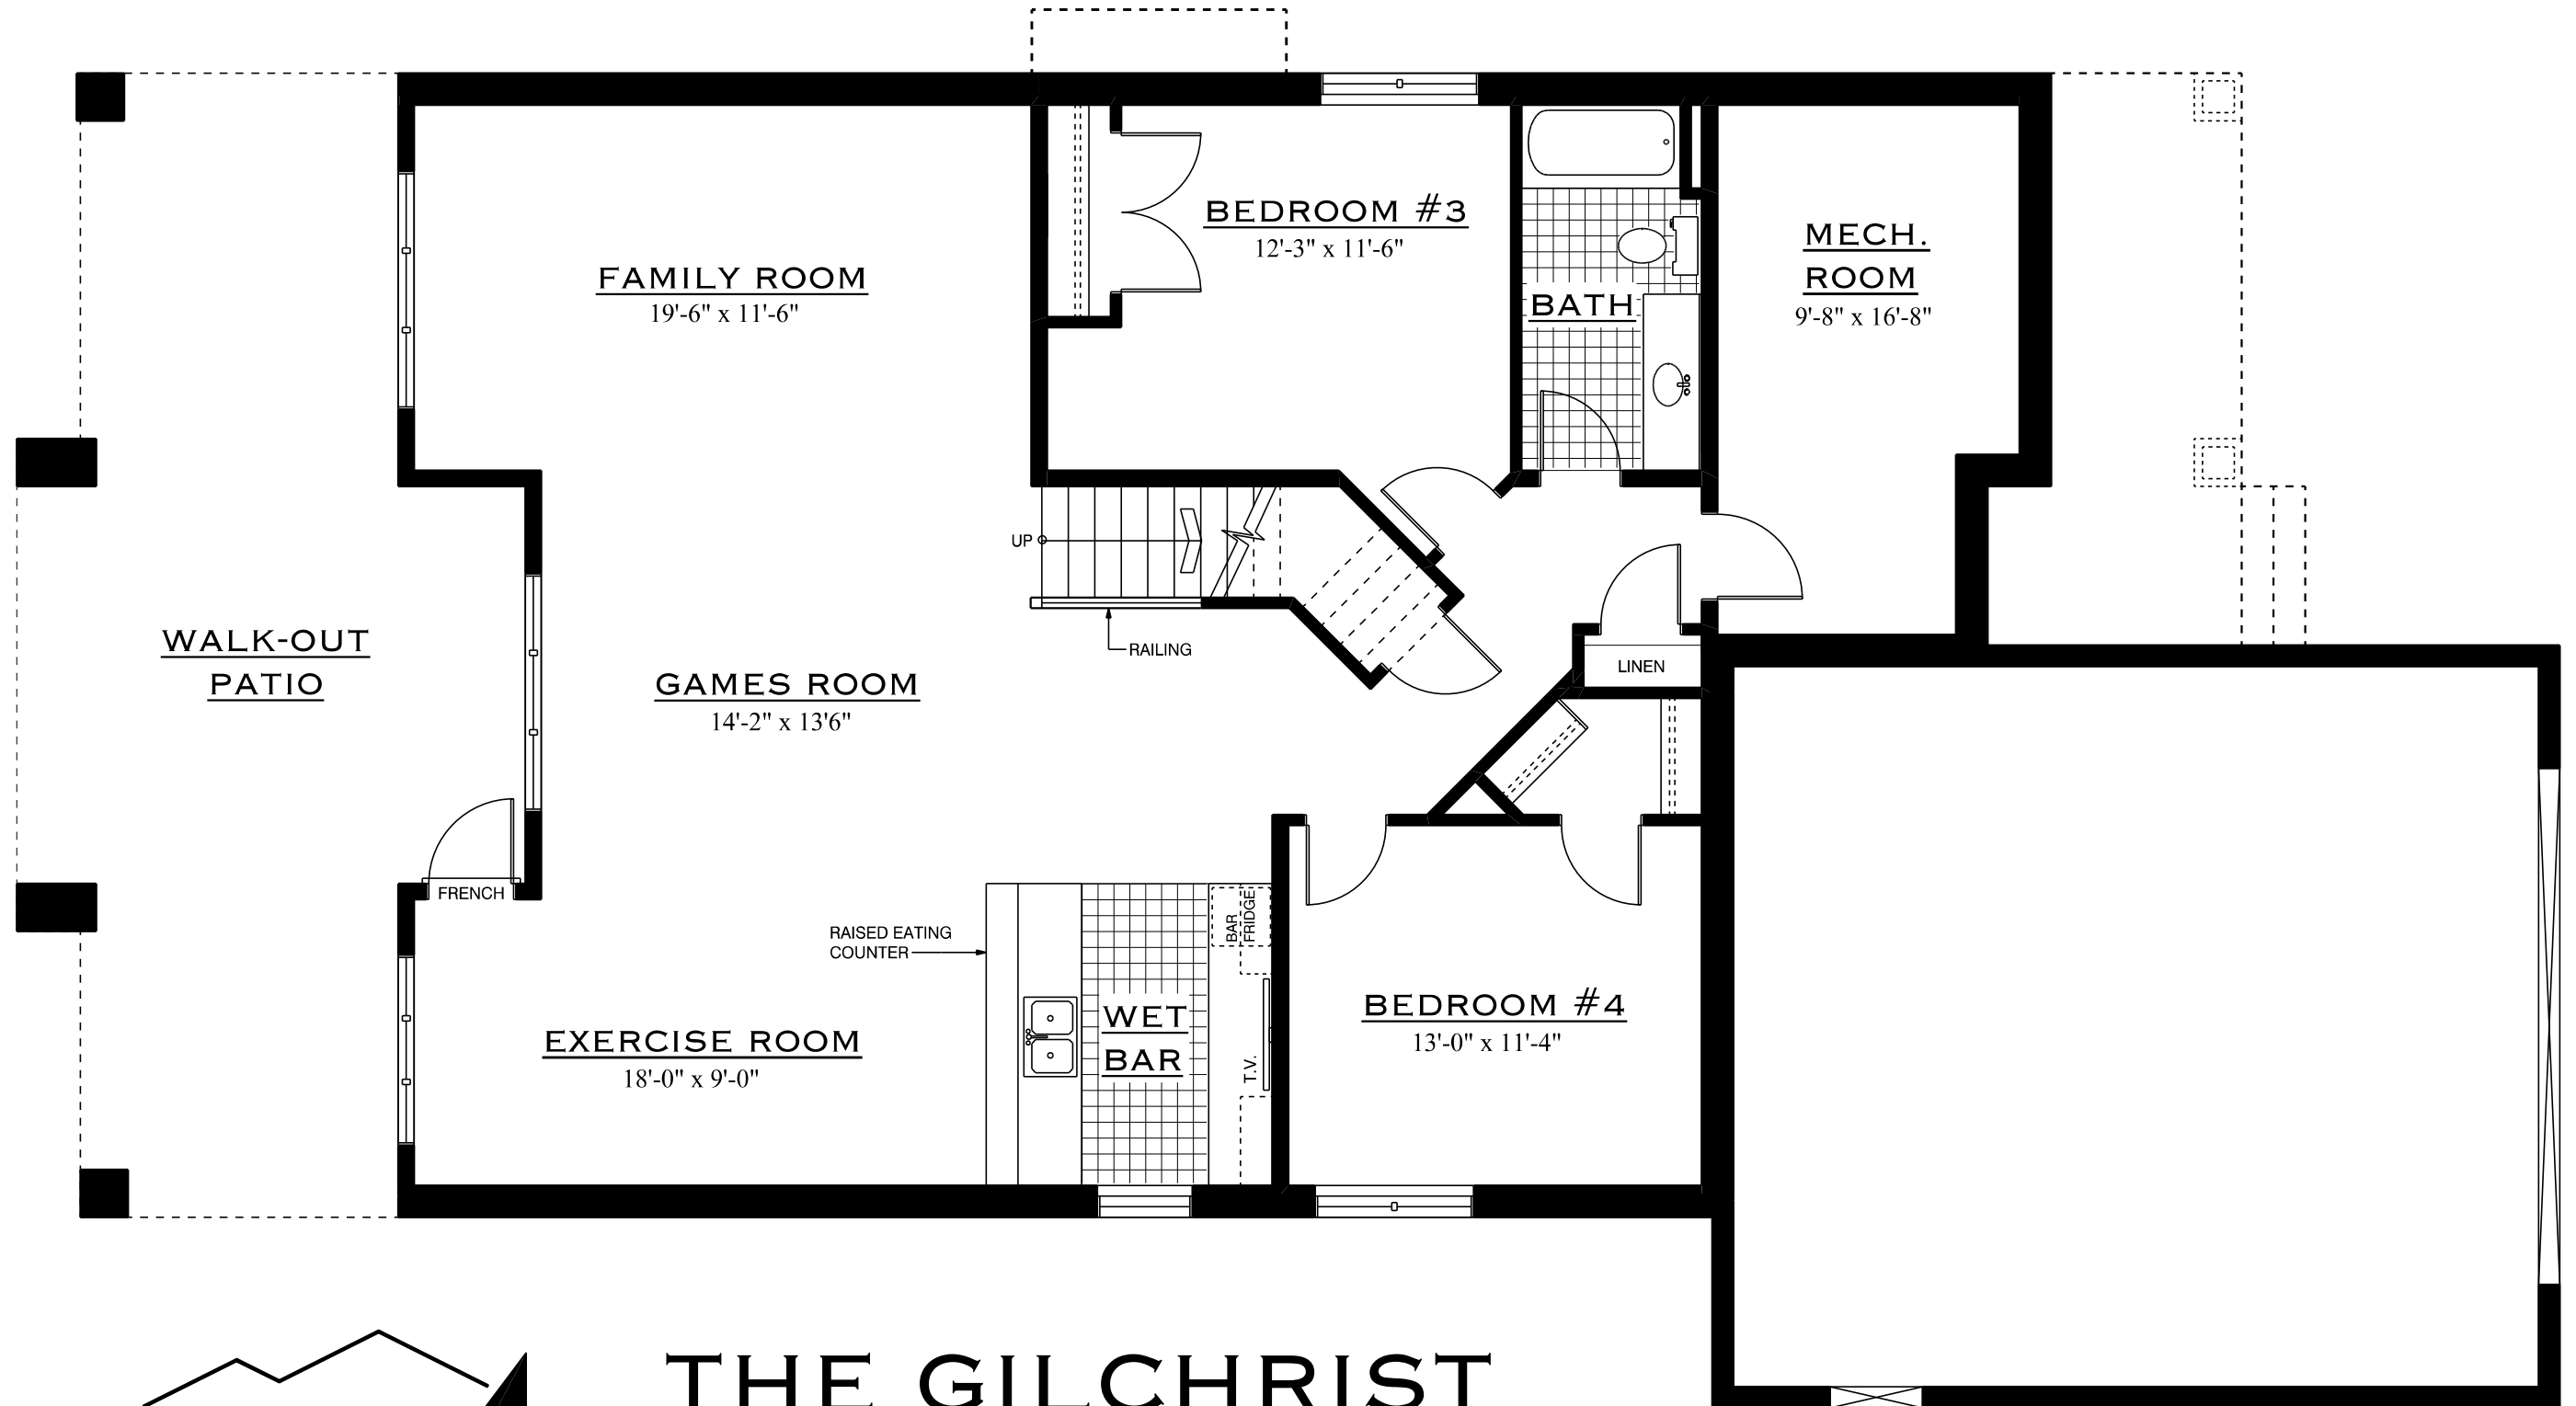 BEDROOM #3
12'-3" x 11'-6"
MECH.
ROOM
9'-8" x 16'-8"
FAMILY ROOM
19'-6" x 11'-6"
BATH
UP
RAILING
WALK-OUT
PATIO
LINEN
GAMES ROOM
14'-2" x 13'6"
FRENCH
BAR
FRIDGE
RAISED EATING
COUNTER
WET
BAR
T.V.
BEDROOM #4
13'-0" x 11'-4"
EXERCISE ROOM
18'-0" x 9'-0"
THE GILCHRIST